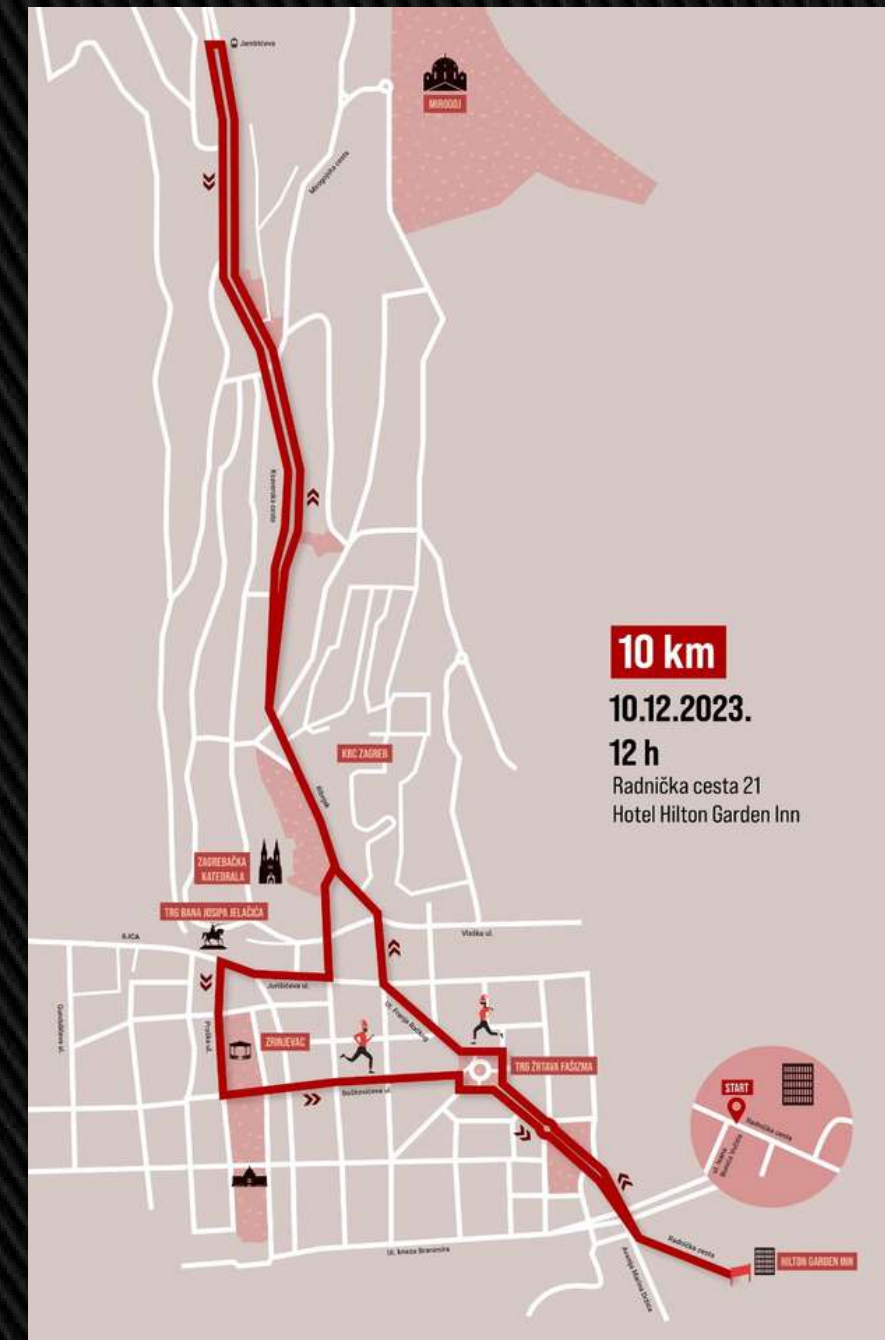 Jandrićeva
MIROGOJ
Mirogojska cesta
Ksaverska cesta
10 km
10.12.2023.
12 h
Radnička cesta 21
Hotel Hilton Garden Inn
KBC ZAGREB
Ribnjak
ZAGREBAČKA
KATEDRALA
TRG BANA JOSIPA JELAČIĆA
ILICA
Vlaška ul.
Jurišićeva ul.
Gundulićeva ul.
Praška ul.
Ul. Franje Račkog
ZRINJEVAC
TRG ŽRTAVA FAŠIZMA
Boškovićeva ul.
START
Radnička cesta
Ul. kneza Branimira
Radnička cesta
Avenija Marina Držića
HILTON GARDEN INN